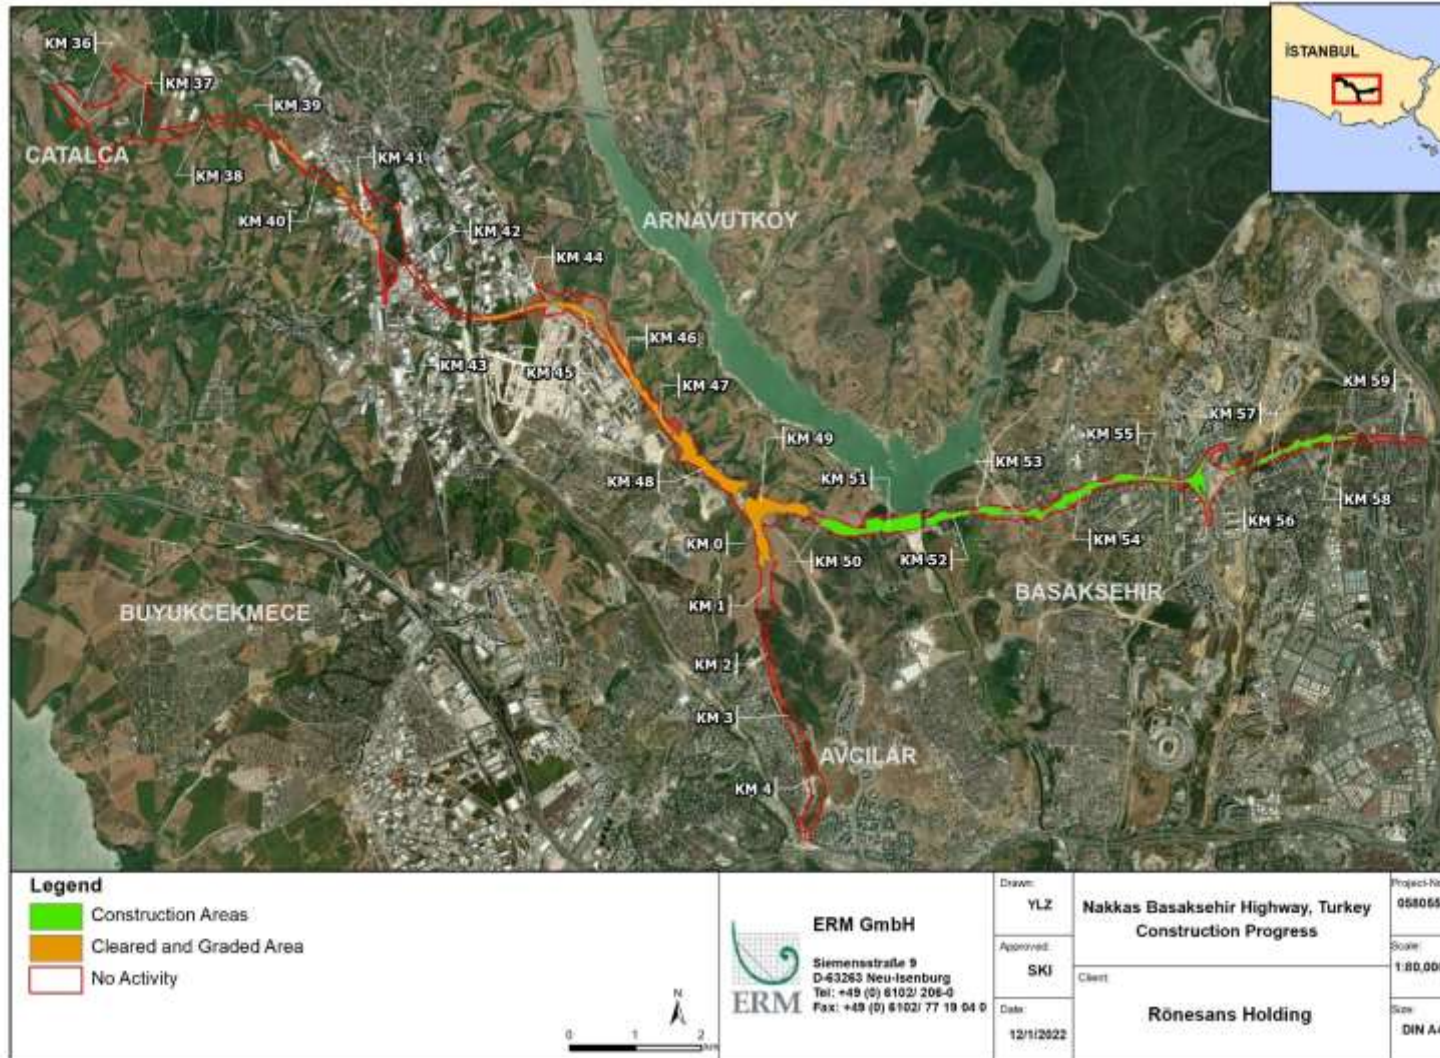 KM 36
KM 37
KM 39
CATALCA
KM 38
KM 41
KM 40
KM 42
ARNAVUTKOY
KM 44
KM 46
KM 43
KM 45
KM 47
KM 49
KM 48
KM 51
KM 53
KM 55
KM 57
KM 59
KM 0
KM 50
KM 52
KM 54
KM 56
KM 58
KM 1
BASAKSEHIR
BUYUKCEKMECE
KM 2
KM 3
AVCILAR
KM 4
İSTANBUL
Legend
Construction Areas
Cleared and Graded Area
No Activity
N
0 1 2
ERM
ERM GmbH
Siemensstraße 9
D-63263 Neu-Isenburg
Tel: +49 (0) 6102/ 206-0
Fax: +49 (0) 6102/ 77 19 04 0
Drawn:
YLZ
Approved:
SKI
Date:
12/1/2022
Nakkas Basaksehir Highway, Turkey
Construction Progress
Client:
Rönesans Holding
Scale:
Size:
DIN A4